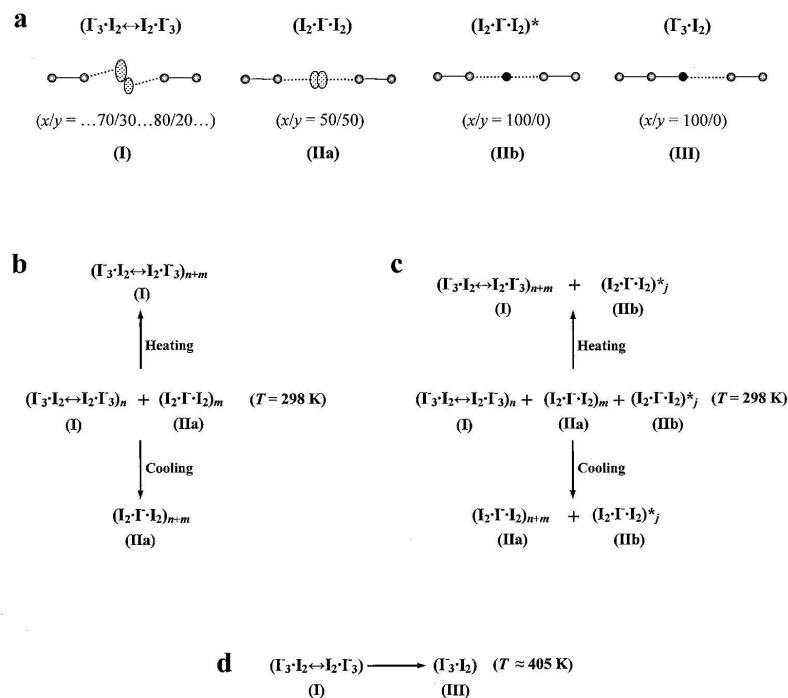 a
(I⁻₃·I₂↔I₂·I⁻₃) (I₂·I⁻·I₂) (I₂·I⁻·I₂)* (I⁻₃·I₂)
(x/y = ...70/30...80/20...) (x/y = 50/50) (x/y = 100/0) (x/y = 100/0)
(I) (IIa) (IIb) (III)
b
(I⁻₃·I₂↔I₂·I⁻₃)n+m
(I)
Heating
(I⁻₃·I₂↔I₂·I⁻₃)n + (I₂·I⁻·I₂)m (T = 298 K)
(I) (IIa)
Cooling
(I₂·I⁻·I₂)n+m
(IIa)
c
(I⁻₃·I₂↔I₂·I⁻₃)n+m + (I₂·I⁻·I₂)*j
(I) (IIb)
Heating
(I⁻₃·I₂↔I₂·I⁻₃)n + (I₂·I⁻·I₂)m + (I₂·I⁻·I₂)*j (T = 298 K)
(I) (IIa) (IIb)
Cooling
(I₂·I⁻·I₂)n+m + (I₂·I⁻·I₂)*j
(IIa) (IIb)
d (I⁻₃·I₂↔I₂·I⁻₃) → (I⁻₃·I₂) (T ≈ 405 K)
(I) (III)